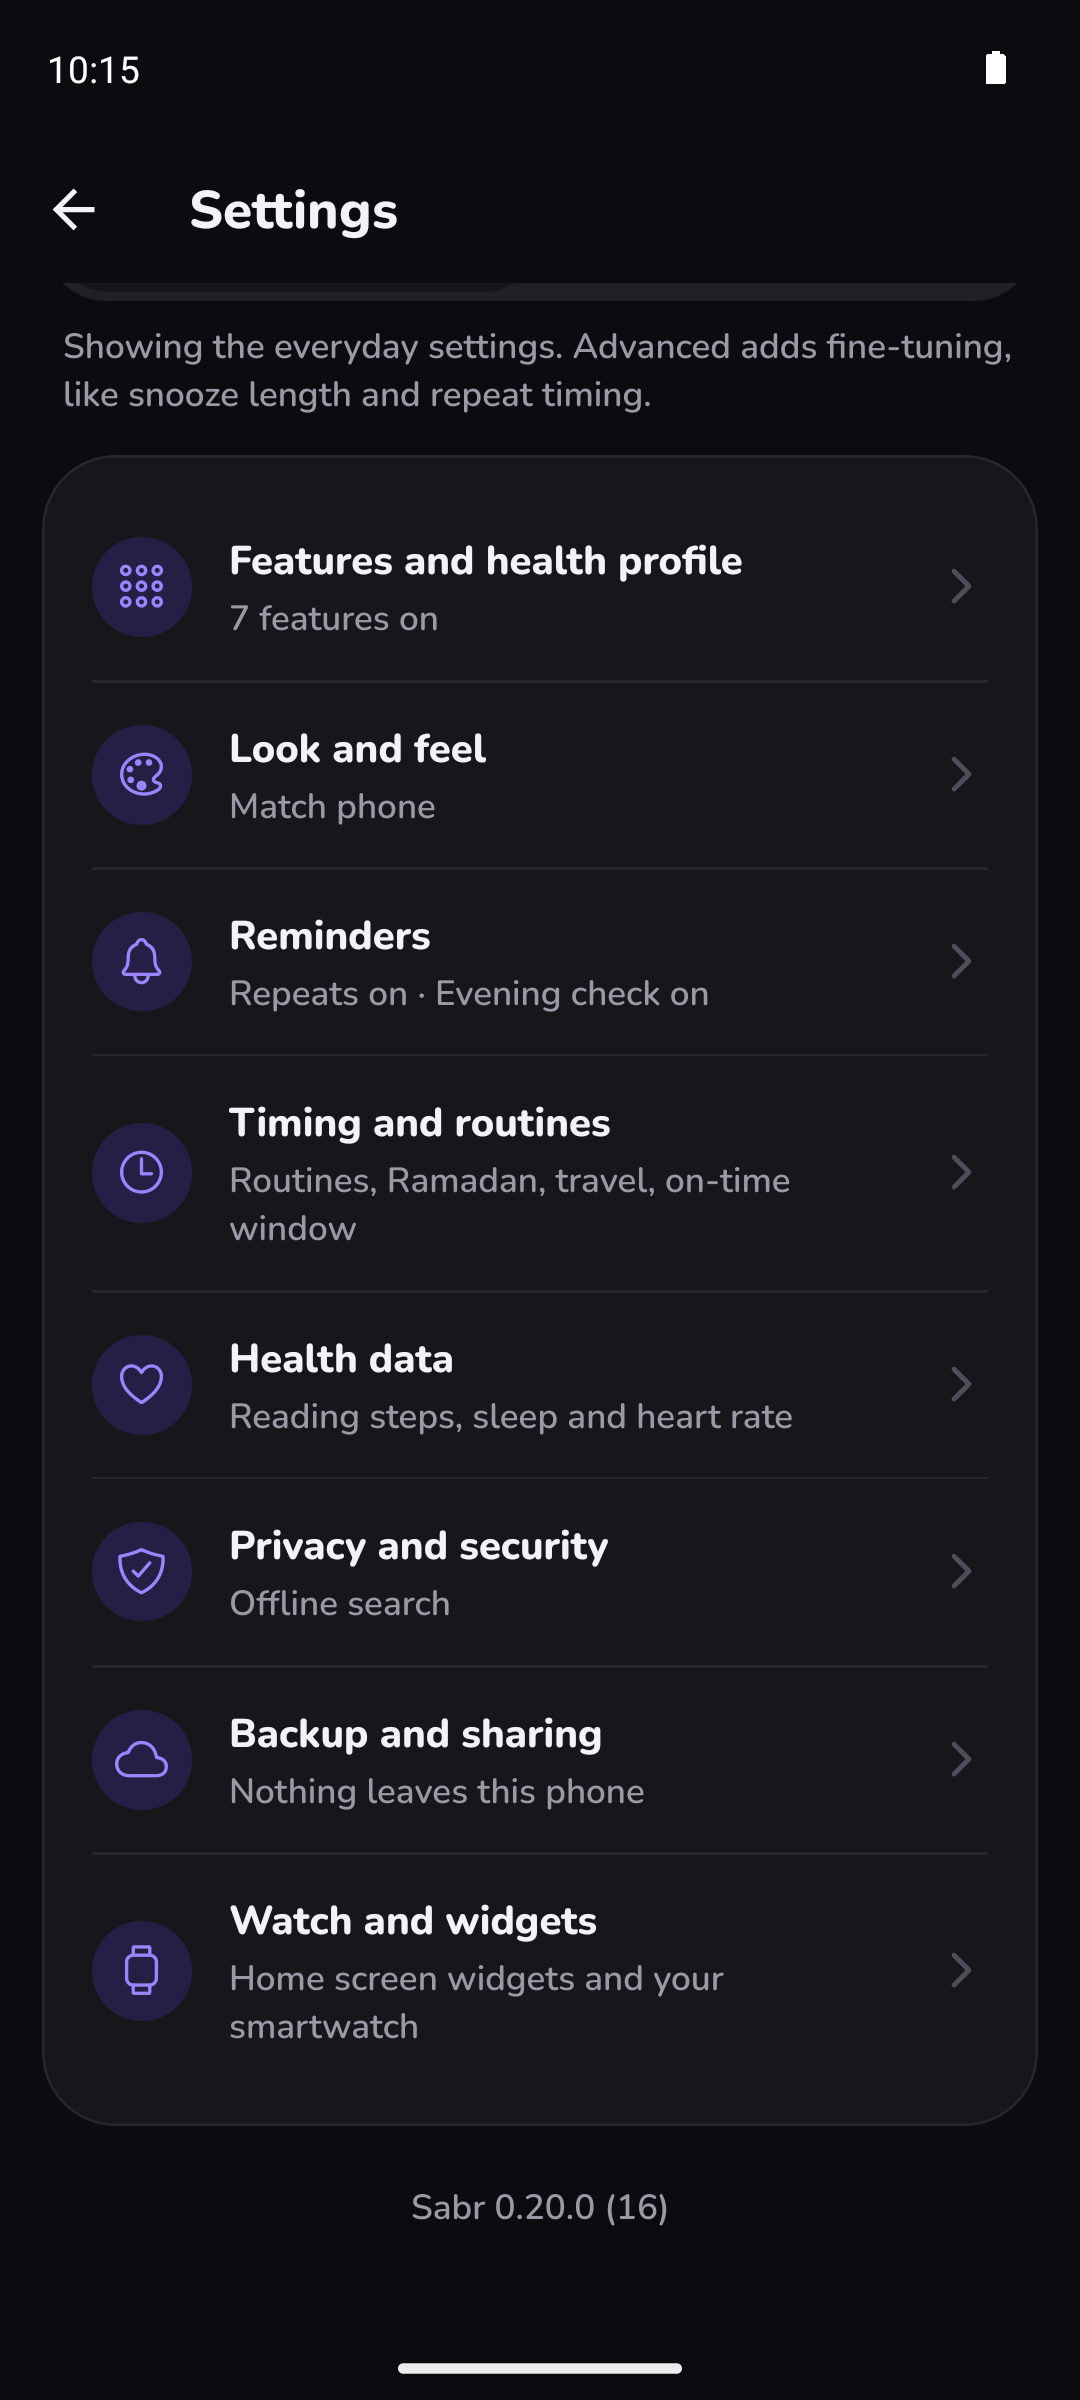 10:15
Settings
Showing the everyday settings. Advanced adds fine-tuning,
like snooze length and repeat timing.
Features and health profile
7 features on
Look and feel
Match phone
Reminders
Repeats on · Evening check on
Timing and routines
Routines, Ramadan, travel, on-time
window
Health data
Reading steps, sleep and heart rate
Privacy and security
Offline search
Backup and sharing
Nothing leaves this phone
Watch and widgets
Home screen widgets and your
smartwatch
Sabr 0.20.0 (16)